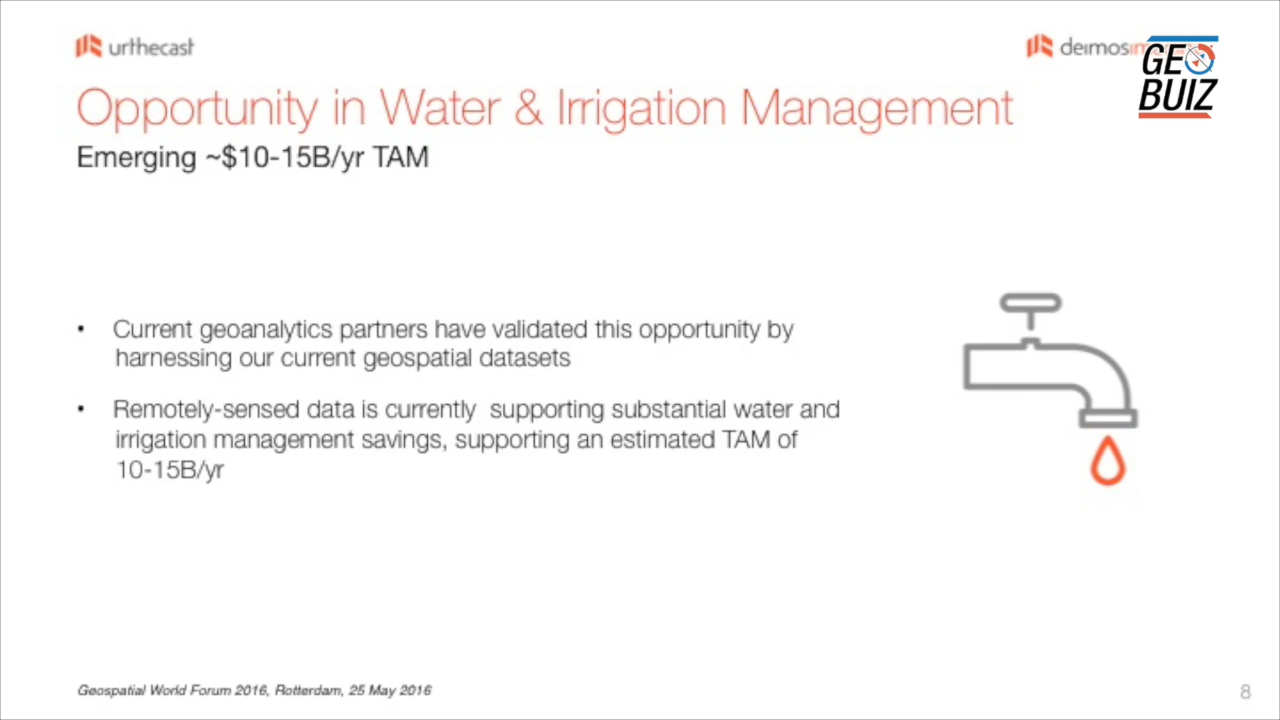 urthecast
deimos
GEO
BUIZ
Opportunity in Water & Irrigation Management
Emerging ~$10-15B/yr TAM
• Current geoanalytics partners have validated this opportunity by
harnessing our current geospatial datasets
• Remotely-sensed data is currently  supporting substantial water and
irrigation management savings, supporting an estimated TAM of
10-15B/yr
Geospatial World Forum 2016, Rotterdam, 25 May 2016
8